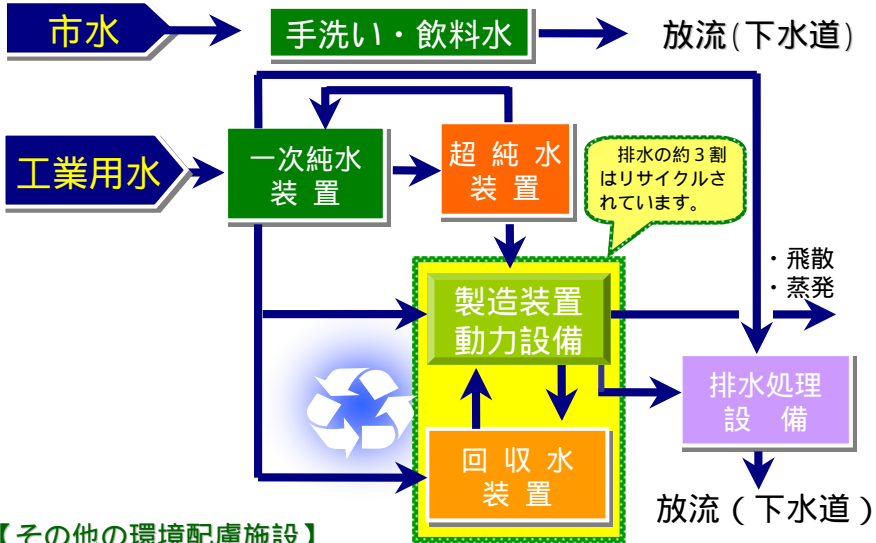 市水
手洗い・飲料水
放流(下水道)
工業用水
一次純水
装 置
超 純 水
装 置
排水の約3割
はリサイクルさ
れています。
・飛散
・蒸発
製造装置
動力設備
排水処理
設 備
回 収 水
装 置
放流(下水道)
【その他の環境配慮施設】